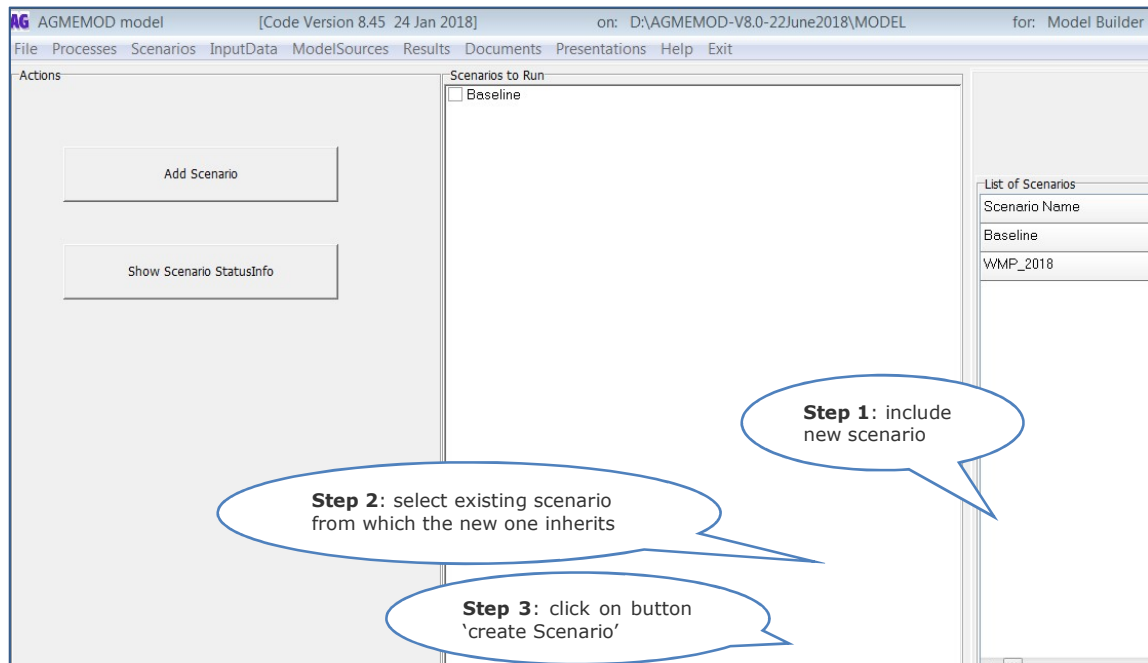 AG AGMEMOD model [Code Version 8.45 24 Jan 2018] on: D:\AGMEMOD-V8.0-22June2018\MODEL for: Model Builder
File Processes Scenarios InputData ModelSources Results Documents Presentations Help Exit
Actions
Add Scenario
Show Scenario StatusInfo
Scenarios to Run
Baseline
List of Scenarios
Scenario Name
Baseline
WMP_2018
Step 1: include
new scenario
Step 2: select existing scenario
from which the new one inherits
Step 3: click on button
‘create Scenario’